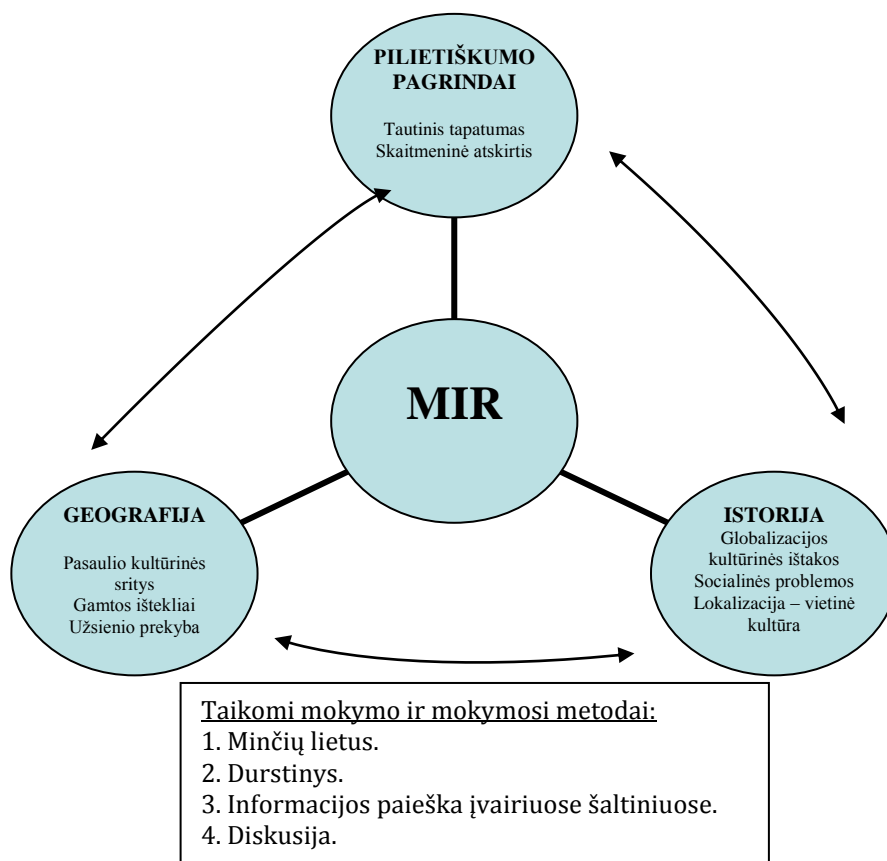 PILIETIŠKUMO
PAGRINDAI
Tautinis tapatumas
Skaitmeninė atskirtis
MIR
GEOGRAFIJA
Pasaulio kultūrinės
sritys
Gamtos ištekliai
Užsienio prekyba
ISTORIJA
Globalizacijos
kultūrinės ištakos
Socialinės problemos
Lokalizacija – vietinė
kultūra
Taikomi mokymo ir mokymosi metodai:
1. Minčių lietus.
2. Durstinys.
3. Informacijos paieška įvairiuose šaltiniuose.
4. Diskusija.